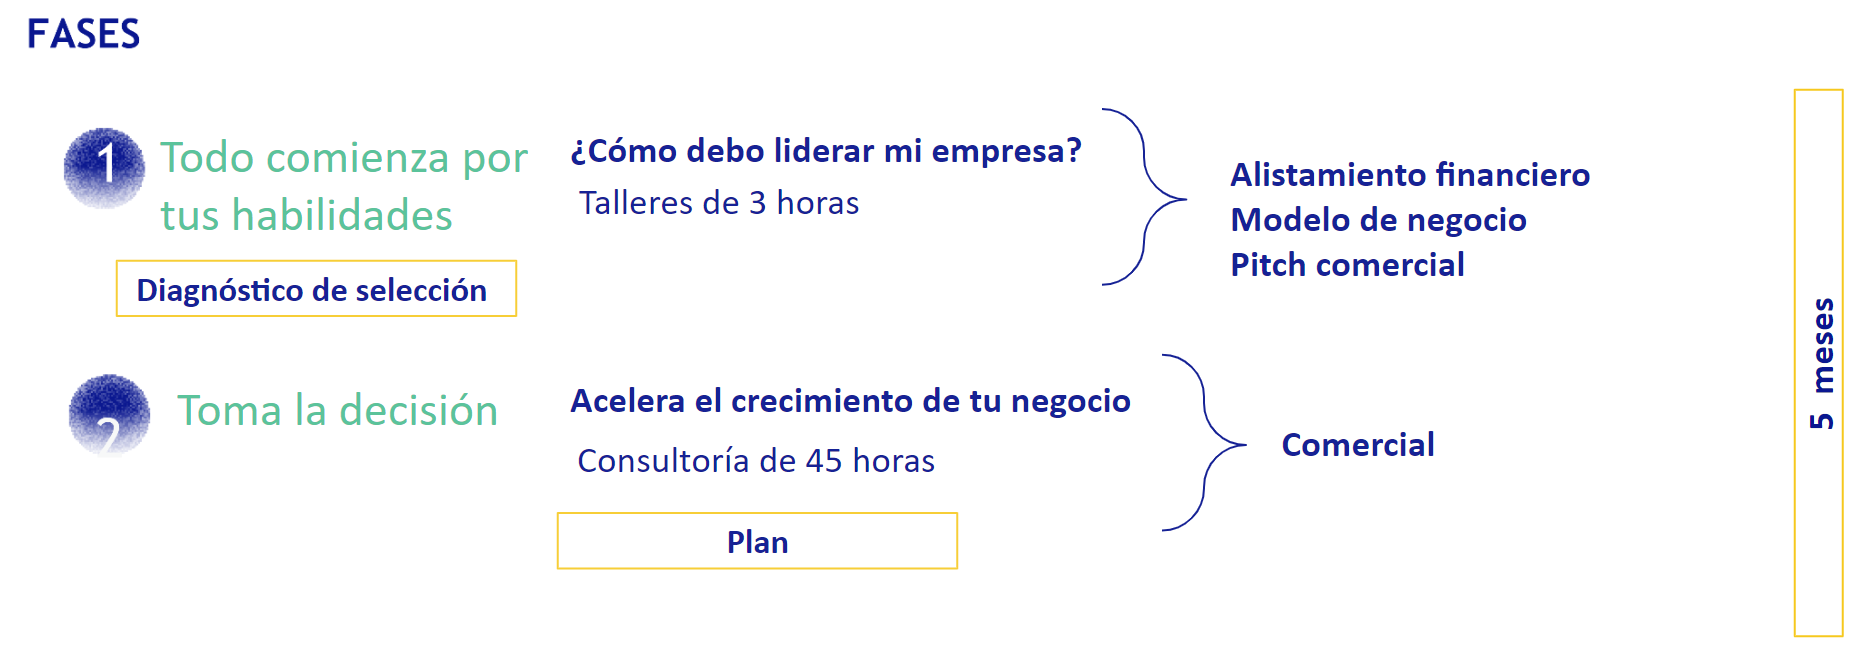 FASES
1
Todo comienza por
tus habilidades
¿Cómo debo liderar mi empresa?
Talleres de 3 horas
Alistamiento financiero
Modelo de negocio
Pitch comercial
Diagnóstico de selección
2
Toma la decisión
Acelera el crecimiento de tu negocio
Consultoría de 45 horas
Comercial
Plan
5 meses